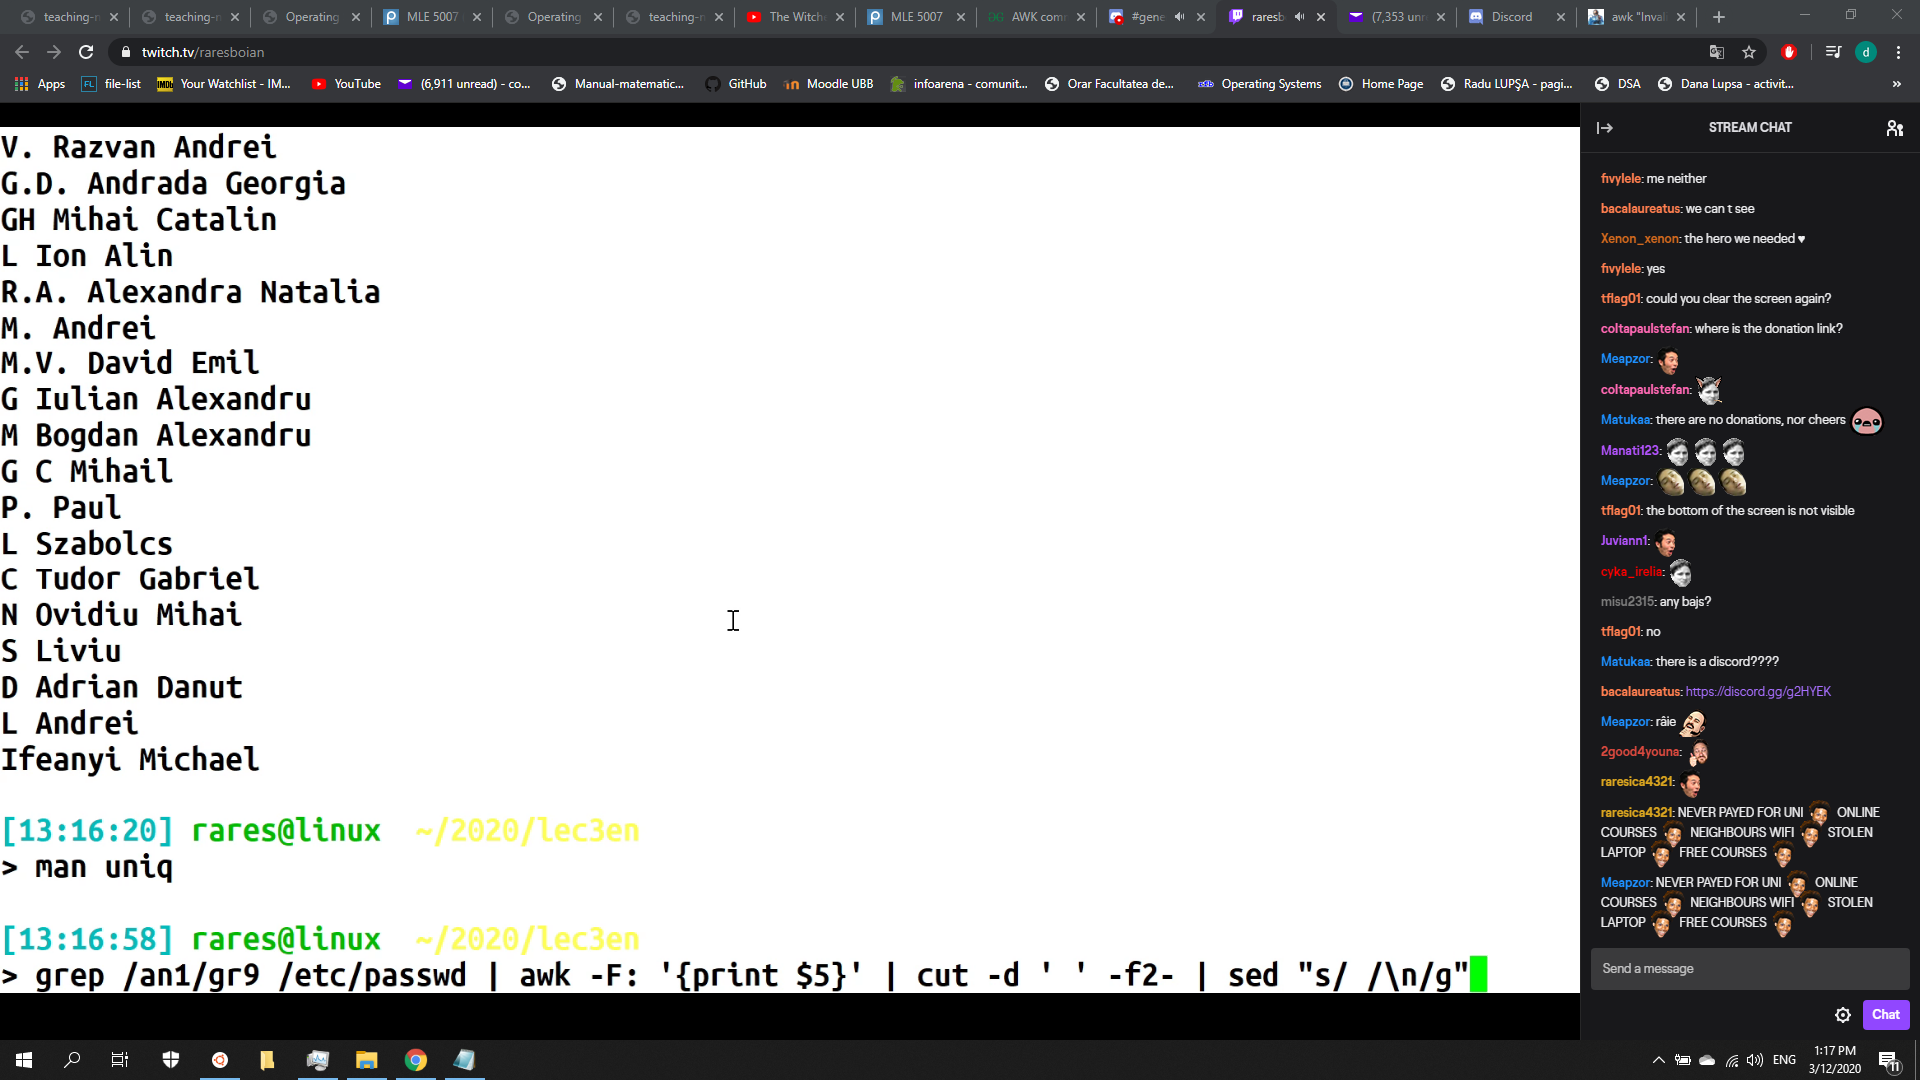 teaching-r
teaching-r
Operating
MLE 5007
Operating
teaching-r
The Witch
MLE 5007
AWK com
#gene
raresb
(7,353 unr
Discord
awk "Inval
twitch.tv/raresboian
Apps
file-list
Your Watchlist - IM...
YouTube
(6,911 unread) - co...
Manual-matematic...
GitHub
Moodle UBB
infoarena - comunit...
Orar Facultatea de...
Operating Systems
Home Page
Radu LUPŞA - pagi...
DSA
Dana Lupsa - activit...
»
V. Razvan Andrei
G.D. Andrada Georgia
GH Mihai Catalin
L Ion Alin
R.A. Alexandra Natalia
M. Andrei
M.V. David Emil
G Iulian Alexandru
M Bogdan Alexandru
G C Mihail
P. Paul
L Szabolcs
C Tudor Gabriel
N Ovidiu Mihai
S Liviu
D Adrian Danut
L Andrei
Ifeanyi Michael
[13:16:20] rares@linux ~/2020/lec3en
> man uniq
[13:16:58] rares@linux ~/2020/lec3en
> grep /an1/gr9 /etc/passwd | awk -F: '{print $5}' | cut -d ' ' -f2- | sed "s/ /\n/g"
STREAM CHAT
fivylele: me neither
bacalaureatus: we can t see
Xenon_xenon: the hero we needed ♥
fivylele: yes
tflag01: could you clear the screen again?
coltapaulstefan: where is the donation link?
Meapzor:
coltapaulstefan:
Matukaa: there are no donations, nor cheers
Manati123:
Meapzor:
tflag01: the bottom of the screen is not visible
Juviann1:
cyka_irelia:
misu2315: any bajs?
tflag01: no
Matukaa: there is a discord????
bacalaureatus: https://discord.gg/g2HYEK
Meapzor: râie
2good4youna:
raresica4321:
raresica4321: NEVER PAYED FOR UNI ONLINE
COURSES NEIGHBOURS WIFI STOLEN
LAPTOP FREE COURSES
Meapzor: NEVER PAYED FOR UNI ONLINE
COURSES NEIGHBOURS WIFI STOLEN
LAPTOP FREE COURSES
Send a message
Chat
ENG
1:17 PM
3/12/2020
11